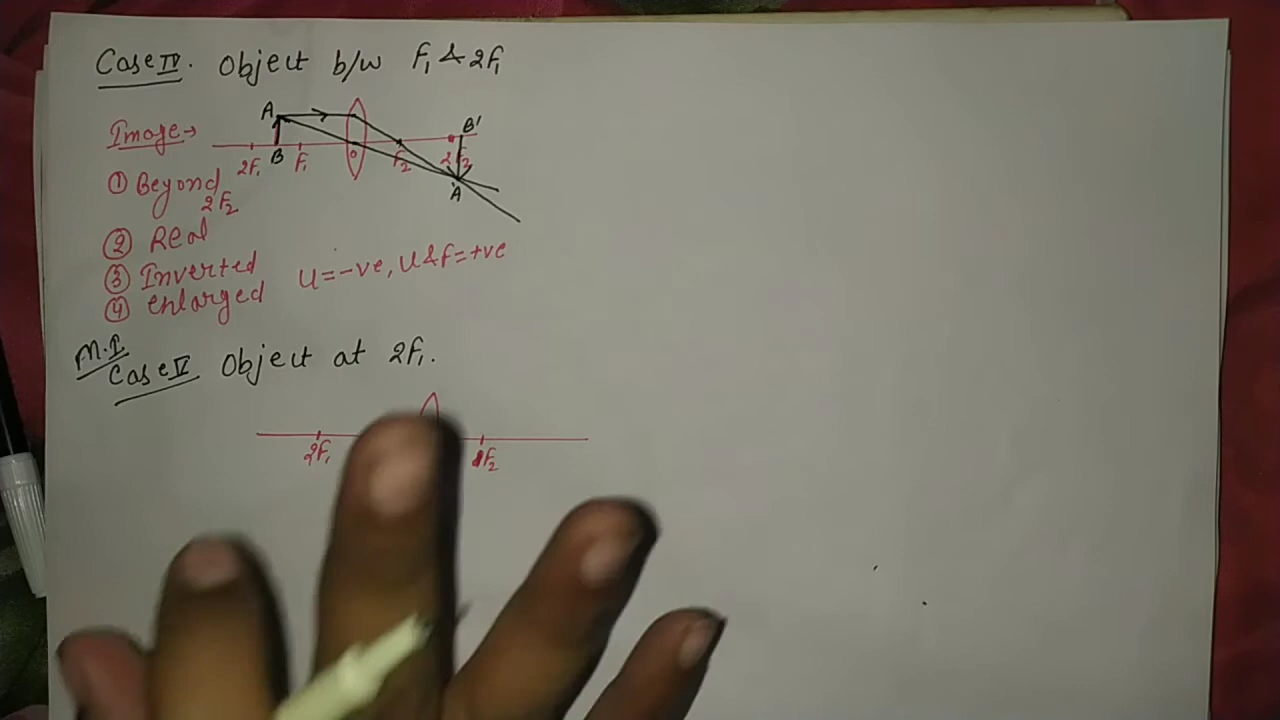 Case IV. Object b/w F₁ & 2F₁
A
B'
Image→
2F₁ B F₁ O F₂ 2F₂
① Beyond
2F₂
A
② Real
③ Inverted
④ enlarged
U=-ve, U&f=+ve
M.I
Case V Object at 2F₁.
2F₁
F₂